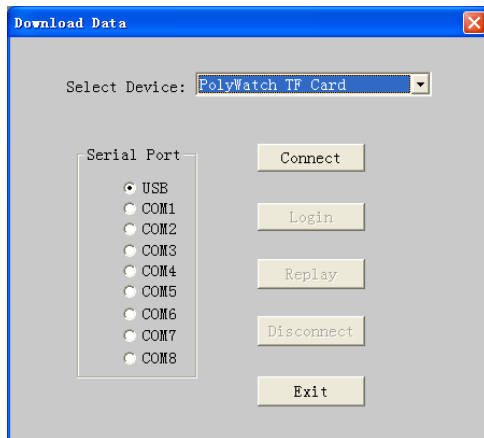 Download Data
Select Device: PolyWatch TF Card
Serial Port
USB
COM1
COM2
COM3
COM4
COM5
COM6
COM7
COM8
Connect
Login
Replay
Disconnect
Exit